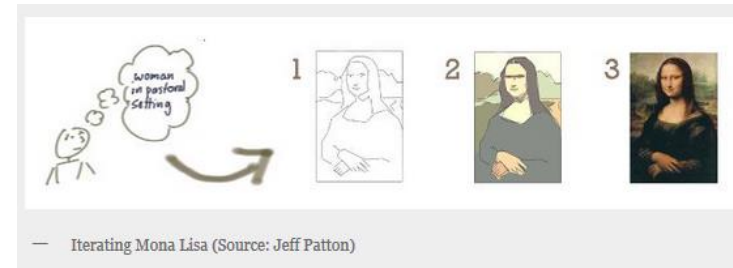 woman
in pastoral
setting
1
2
3
— Iterating Mona Lisa (Source: Jeff Patton)